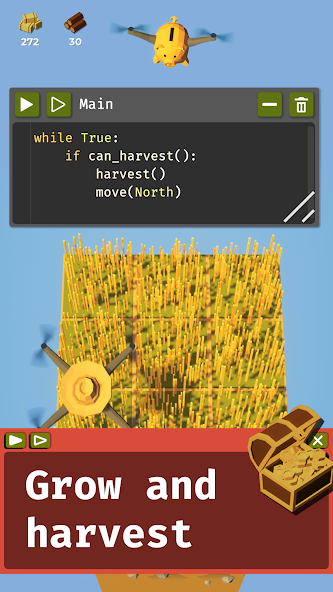 272 30
Main
while True:
    if can_harvest():
        harvest()
        move(North)
Grow and
harvest